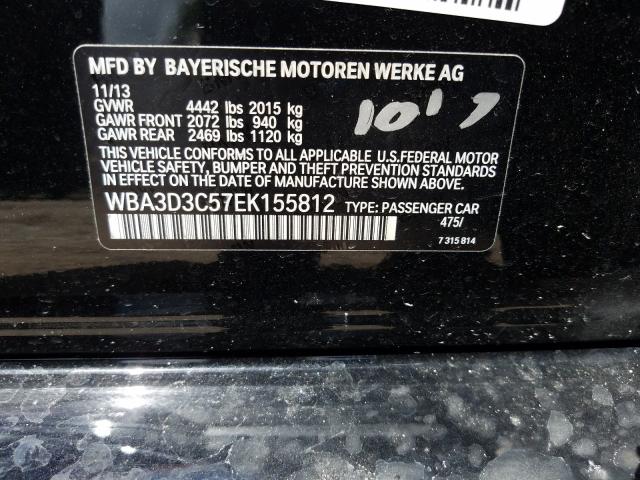 MFD BY BAYERISCHE MOTOREN WERKE AG
11/13
GVWR 4442 lbs 2015 kg
GAWR FRONT 2072 lbs 940 kg
GAWR REAR 2469 lbs 1120 kg
THIS VEHICLE CONFORMS TO ALL APPLICABLE U.S.FEDERAL MOTOR
VEHICLE SAFETY, BUMPER AND THEFT PREVENTION STANDARDS
IN EFFECT ON THE DATE OF MANUFACTURE SHOWN ABOVE.
WBA3D3C57EK155812 TYPE: PASSENGER CAR
475/
7 315 814